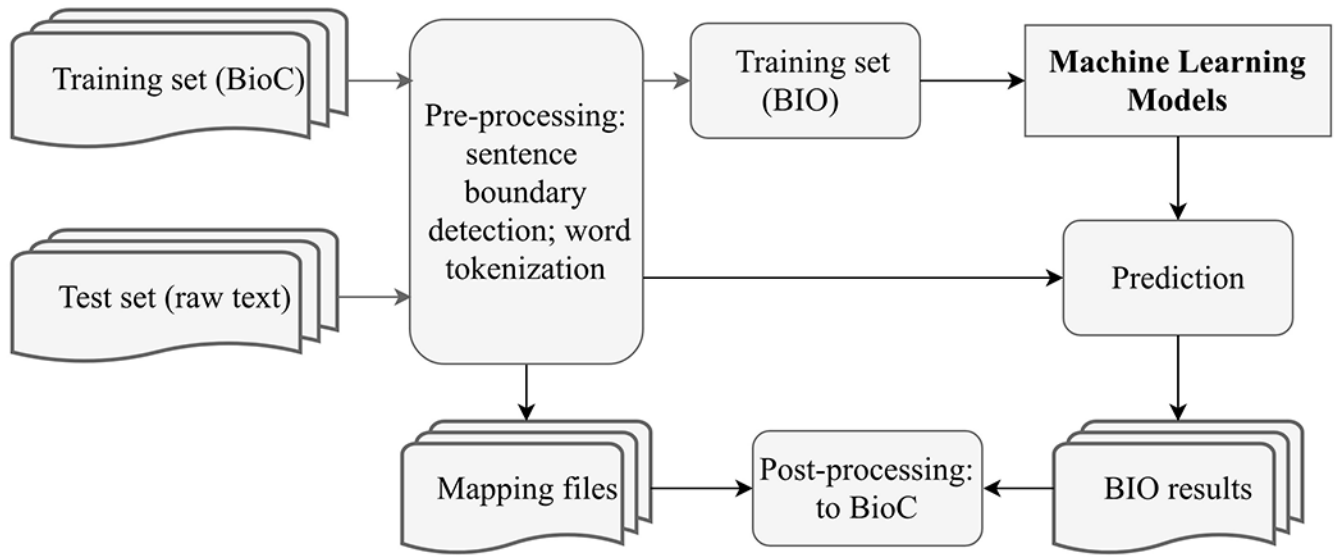 Training set (BioC)
Pre-processing:
sentence
boundary
detection; word
tokenization
Training set
(BIO)
Machine Learning
Models
Test set (raw text)
Prediction
Mapping files
Post-processing:
to BioC
BIO results